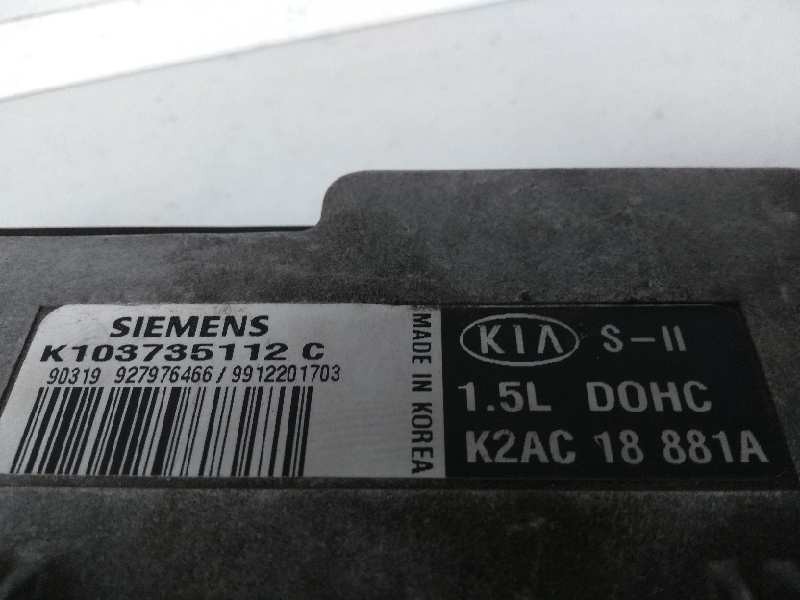 SIEMENS
K103735112 C
90319 927976466/9912201703
MADE IN KOREA
KIA S-II
1.5L DOHC
K2AC 18 881A